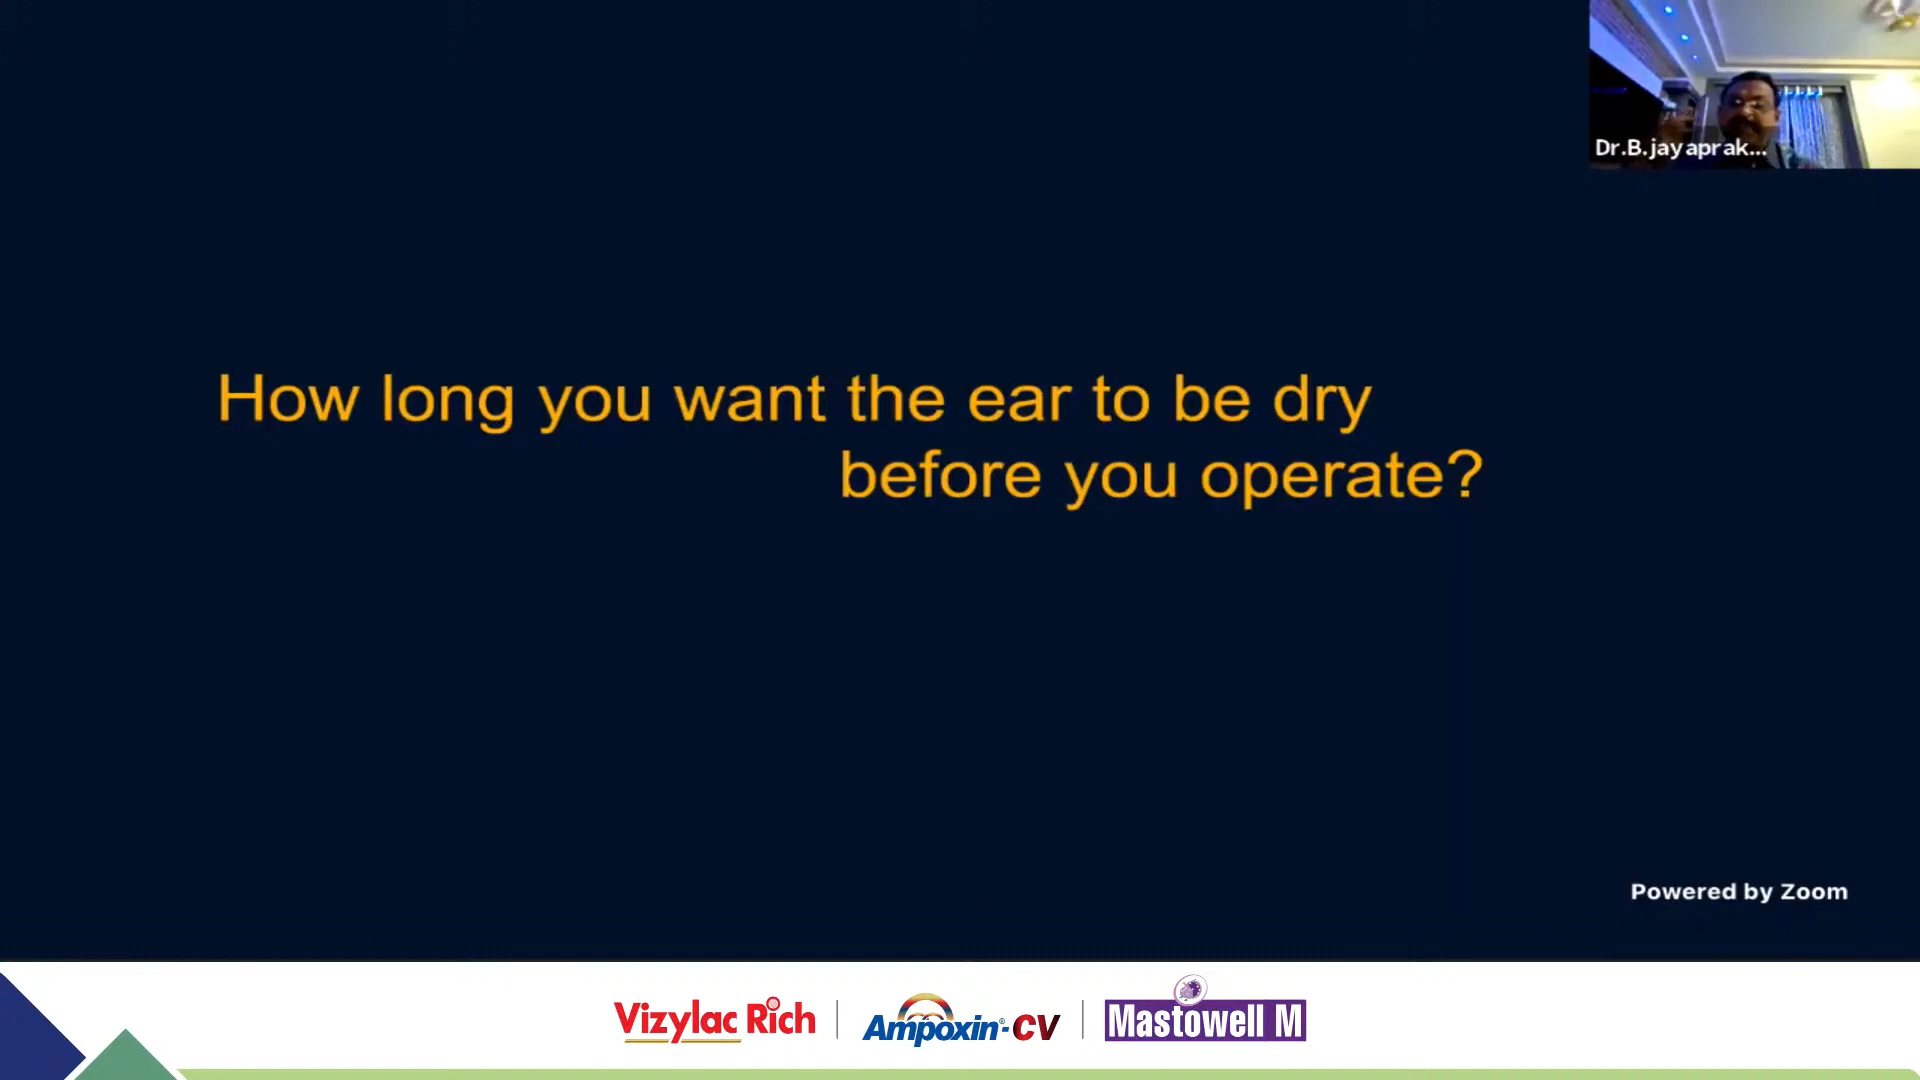 Dr.B.jayaprak...
How long you want the ear to be dry
before you operate?
Powered by Zoom
Vizylac Rich
Ampoxin®-CV
Mastowell M